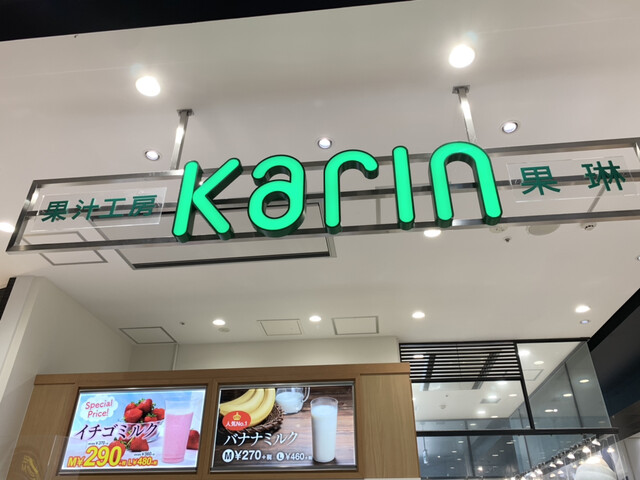 果汁工房
karin
果琳
Special
Price!
イチゴミルク
M¥290 L¥480
人気No.1
バナナミルク
M¥270 L¥460